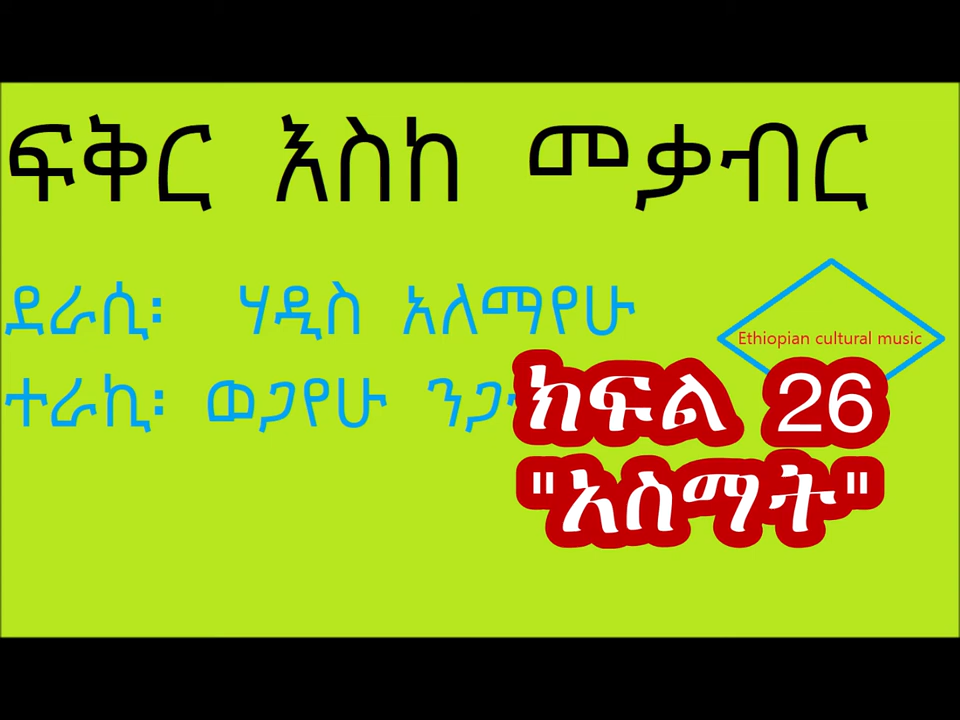 ፍቅር እስከ መቃብር
ደራሲ፡ ሃዲስ አለማየሁ
Ethiopian cultural music
ተራኪ፡ ወጋየሁ
ክፍል 26
"አስማት"